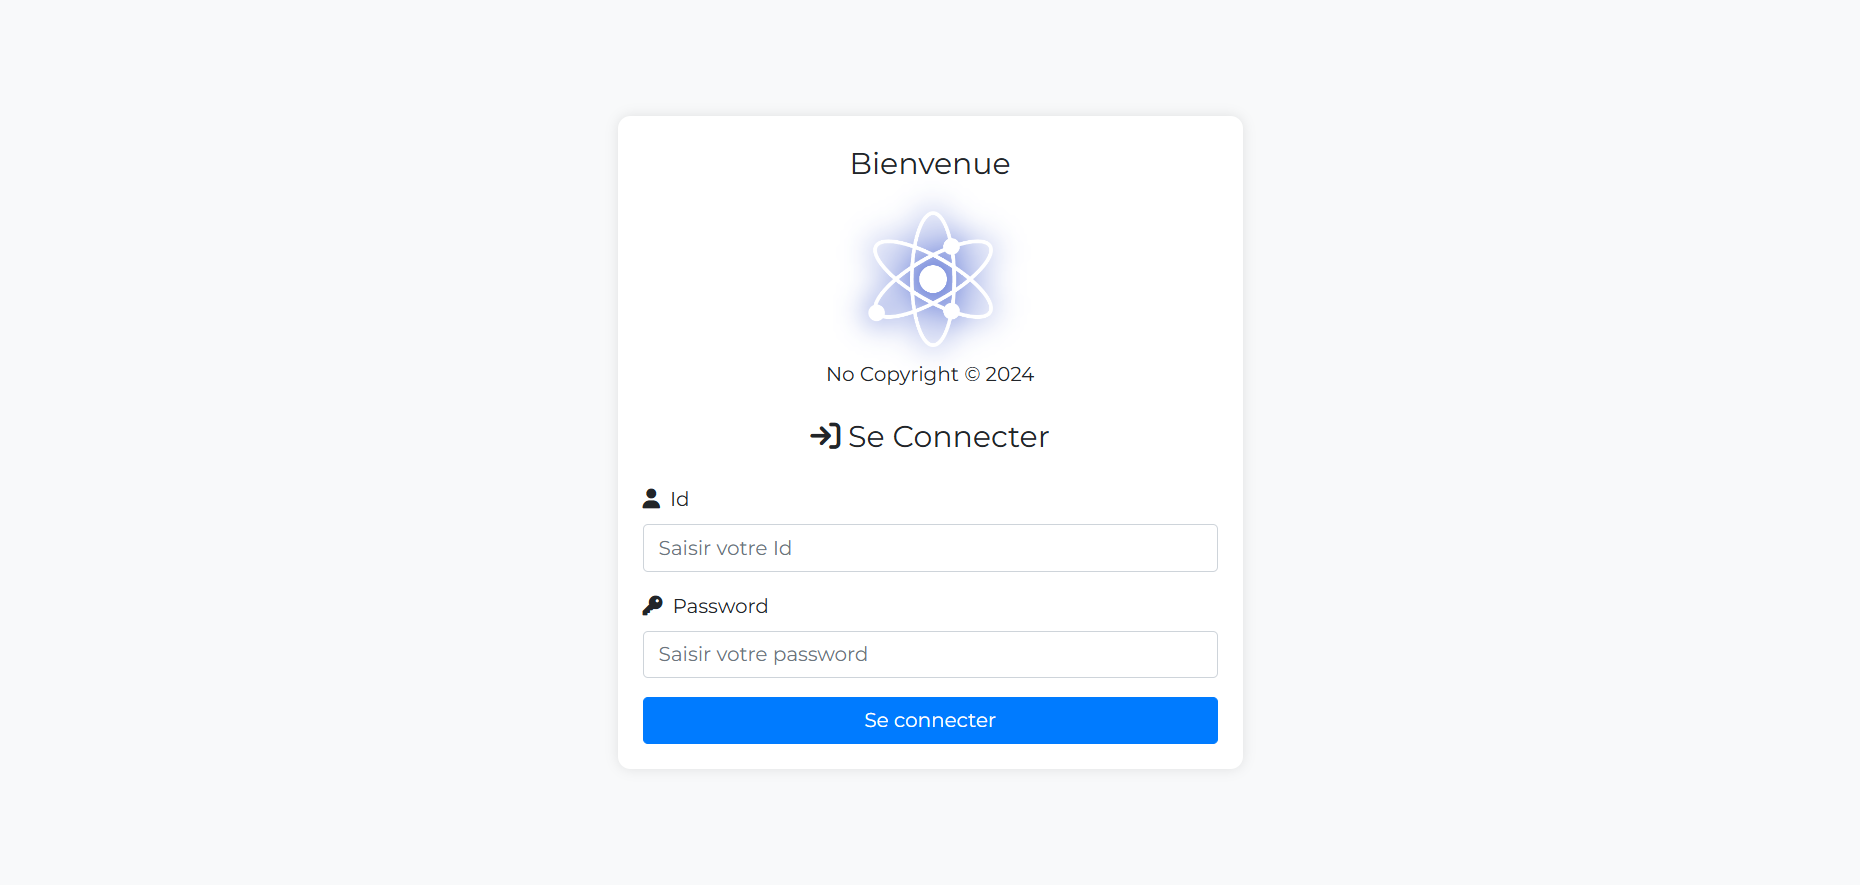 Bienvenue
No Copyright © 2024
Se Connecter
Id
Saisir votre Id
Password
Saisir votre password
Se connecter